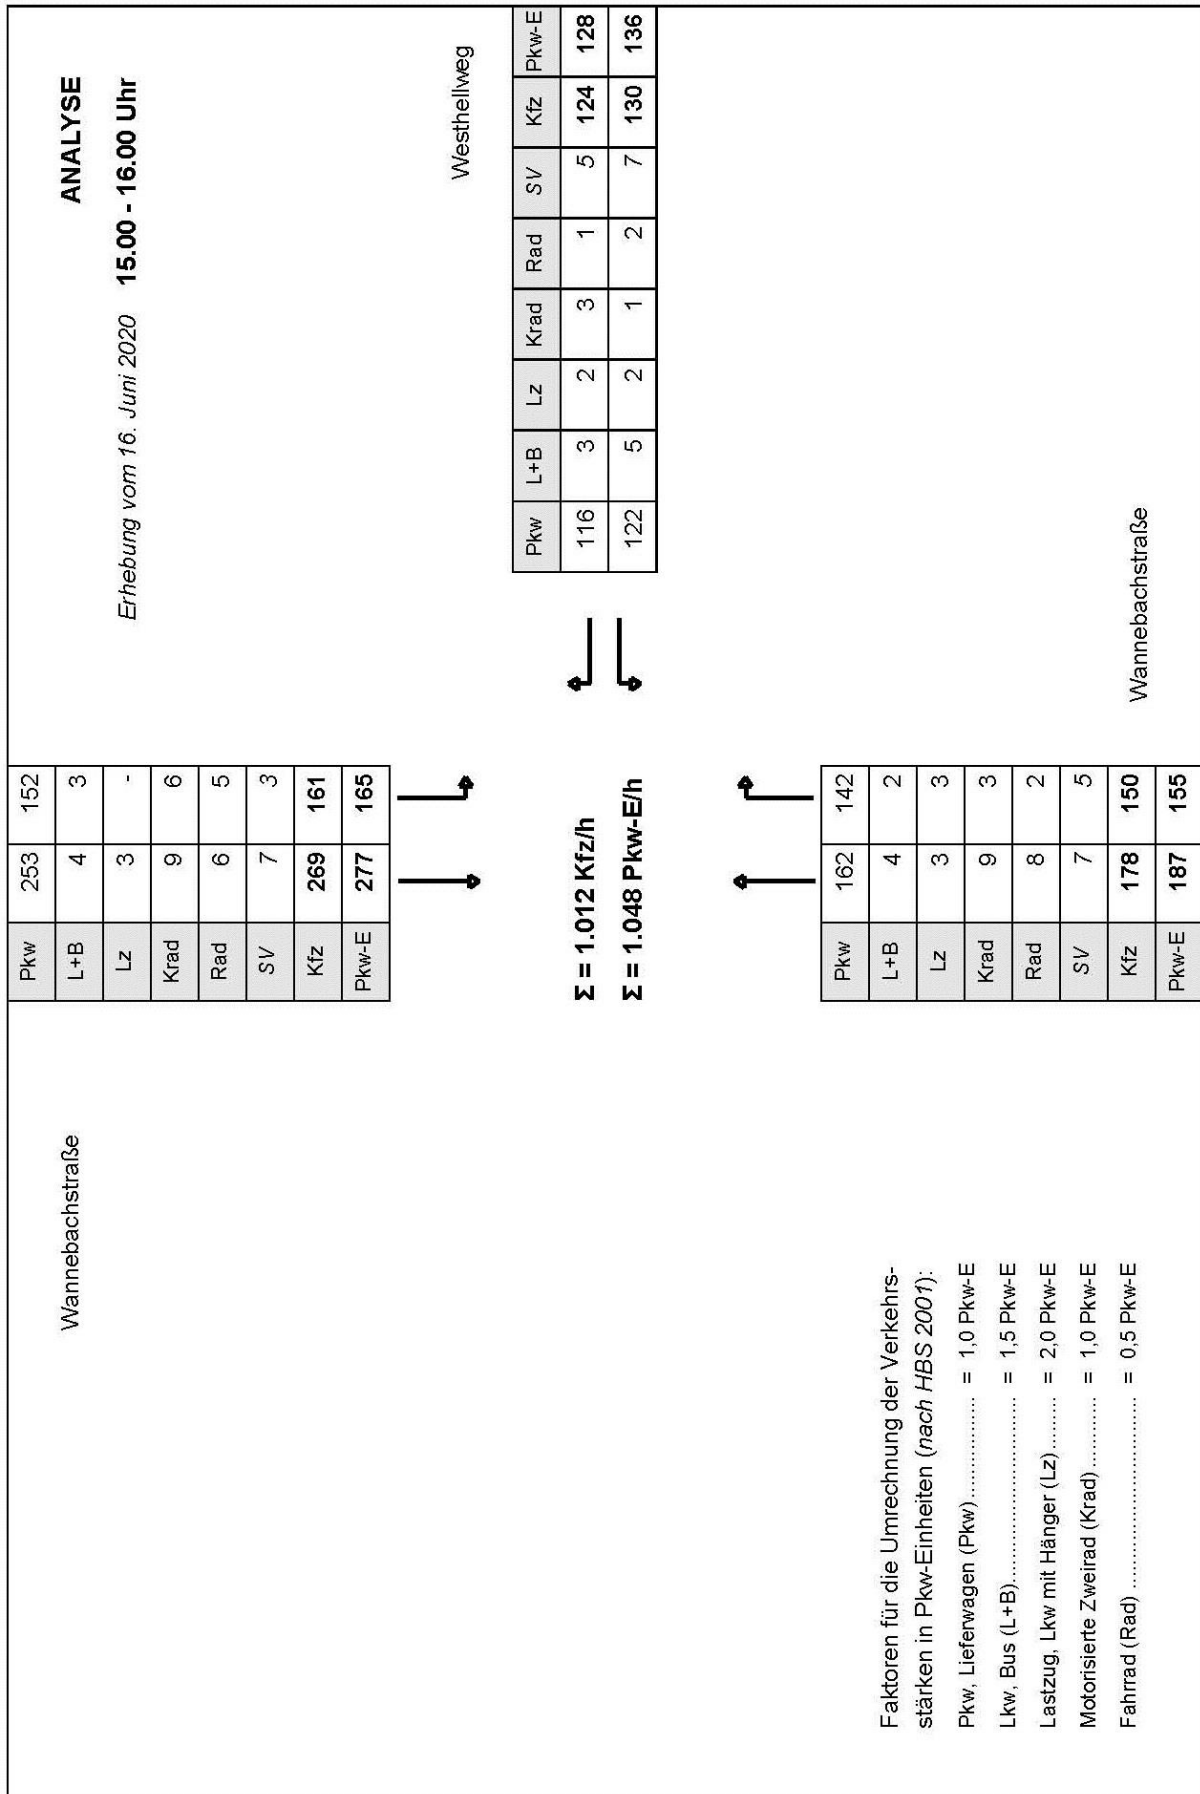 ANALYSE
Erhebung vom 16. Juni 2020 15.00 - 16.00 Uhr
Wannebachstraße
Pkw 253 152
L+B 4 3
Lz 3 -
Krad 9 6
Rad 6 5
SV 7 3
Kfz 269 161
Pkw-E 277 165
Westhellweg
Pkw L+B Lz Krad Rad SV Kfz Pkw-E
116 3 2 3 1 5 124 128
122 5 2 1 2 7 130 136
Σ = 1.012 Kfz/h
Σ = 1.048 Pkw-E/h
Pkw 162 142
L+B 4 2
Lz 3 3
Krad 9 3
Rad 8 2
SV 7 5
Kfz 178 150
Pkw-E 187 155
Wannebachstraße
Faktoren für die Umrechnung der Verkehrs-
stärken in Pkw-Einheiten (nach HBS 2001):
Pkw, Lieferwagen (Pkw)................ = 1,0 Pkw-E
Lkw, Bus (L+B)................................ = 1,5 Pkw-E
Lastzug, Lkw mit Hänger (Lz).......... = 2,0 Pkw-E
Motorisierte Zweirad (Krad) ............ = 1,0 Pkw-E
Fahrrad (Rad) .................................. = 0,5 Pkw-E